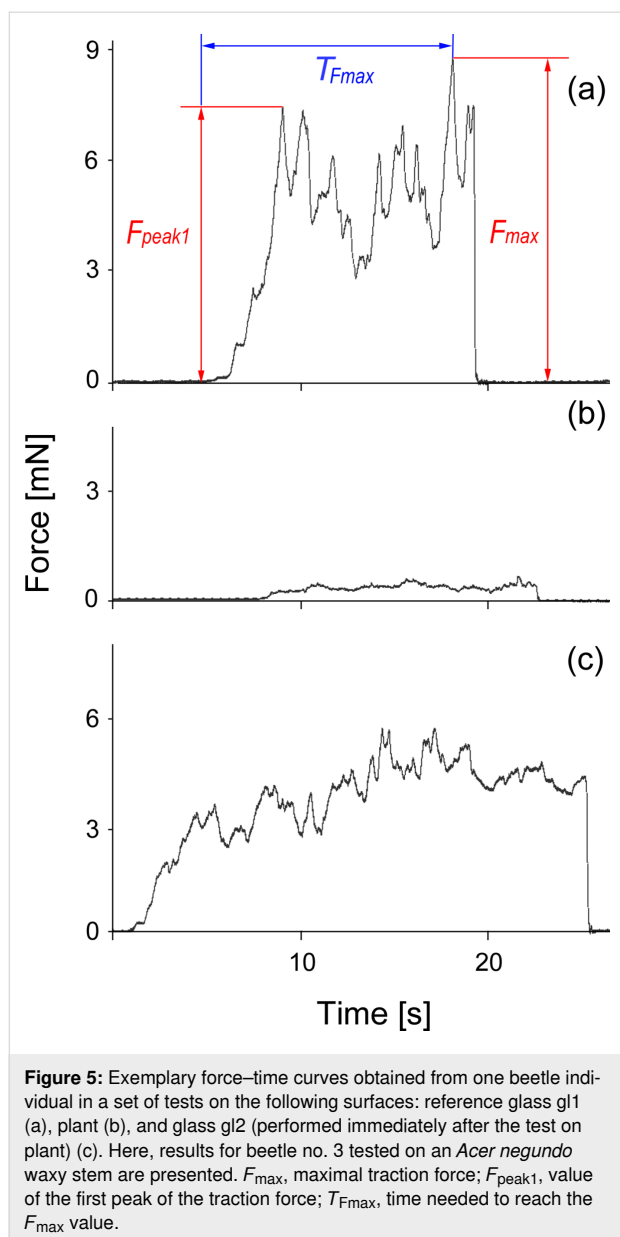 9
T_Fmax
(a)
6
F_peak1
F_max
3
0
(b)
Force [mN]
3
0
(c)
6
3
0
10 20
Time [s]
Figure 5: Exemplary force–time curves obtained from one beetle indi-
vidual in a set of tests on the following surfaces: reference glass gl1
(a), plant (b), and glass gl2 (performed immediately after the test on
plant) (c). Here, results for beetle no. 3 tested on an Acer negundo
waxy stem are presented. F_max, maximal traction force; F_peak1, value
of the first peak of the traction force; T_Fmax, time needed to reach the
F_max value.